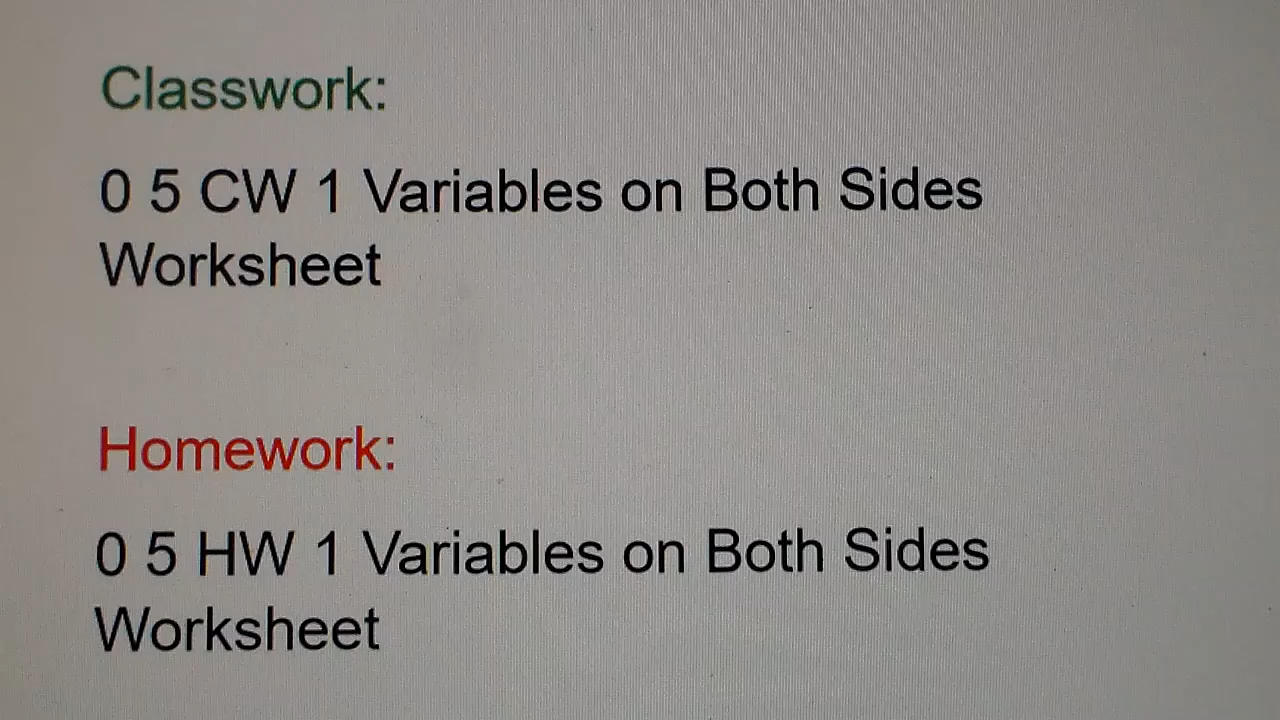 Classwork:
0 5 CW 1 Variables on Both Sides
Worksheet
Homework:
0 5 HW 1 Variables on Both Sides
Worksheet